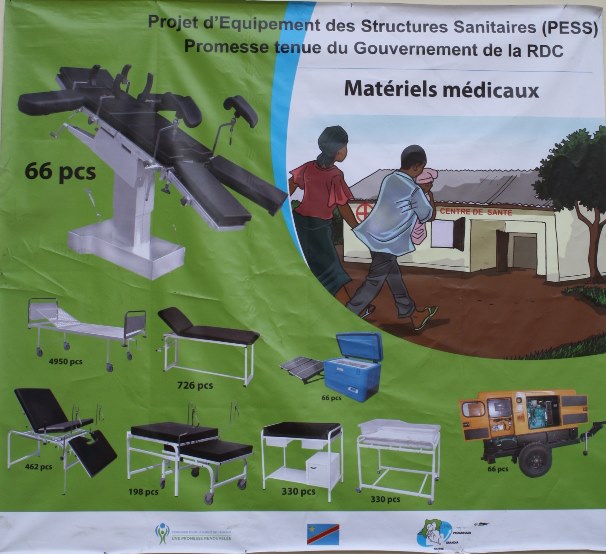 Projet d'Equipement des Structures Sanitaires (PESS)
Promesse tenue du Gouvernement de la RDC
Matériels médicaux
66 pcs
CENTRE DE SANTE
4950 pcs
726 pcs
66 pcs
462 pcs
198 pcs
330 pcs
330 pcs
66 pcs